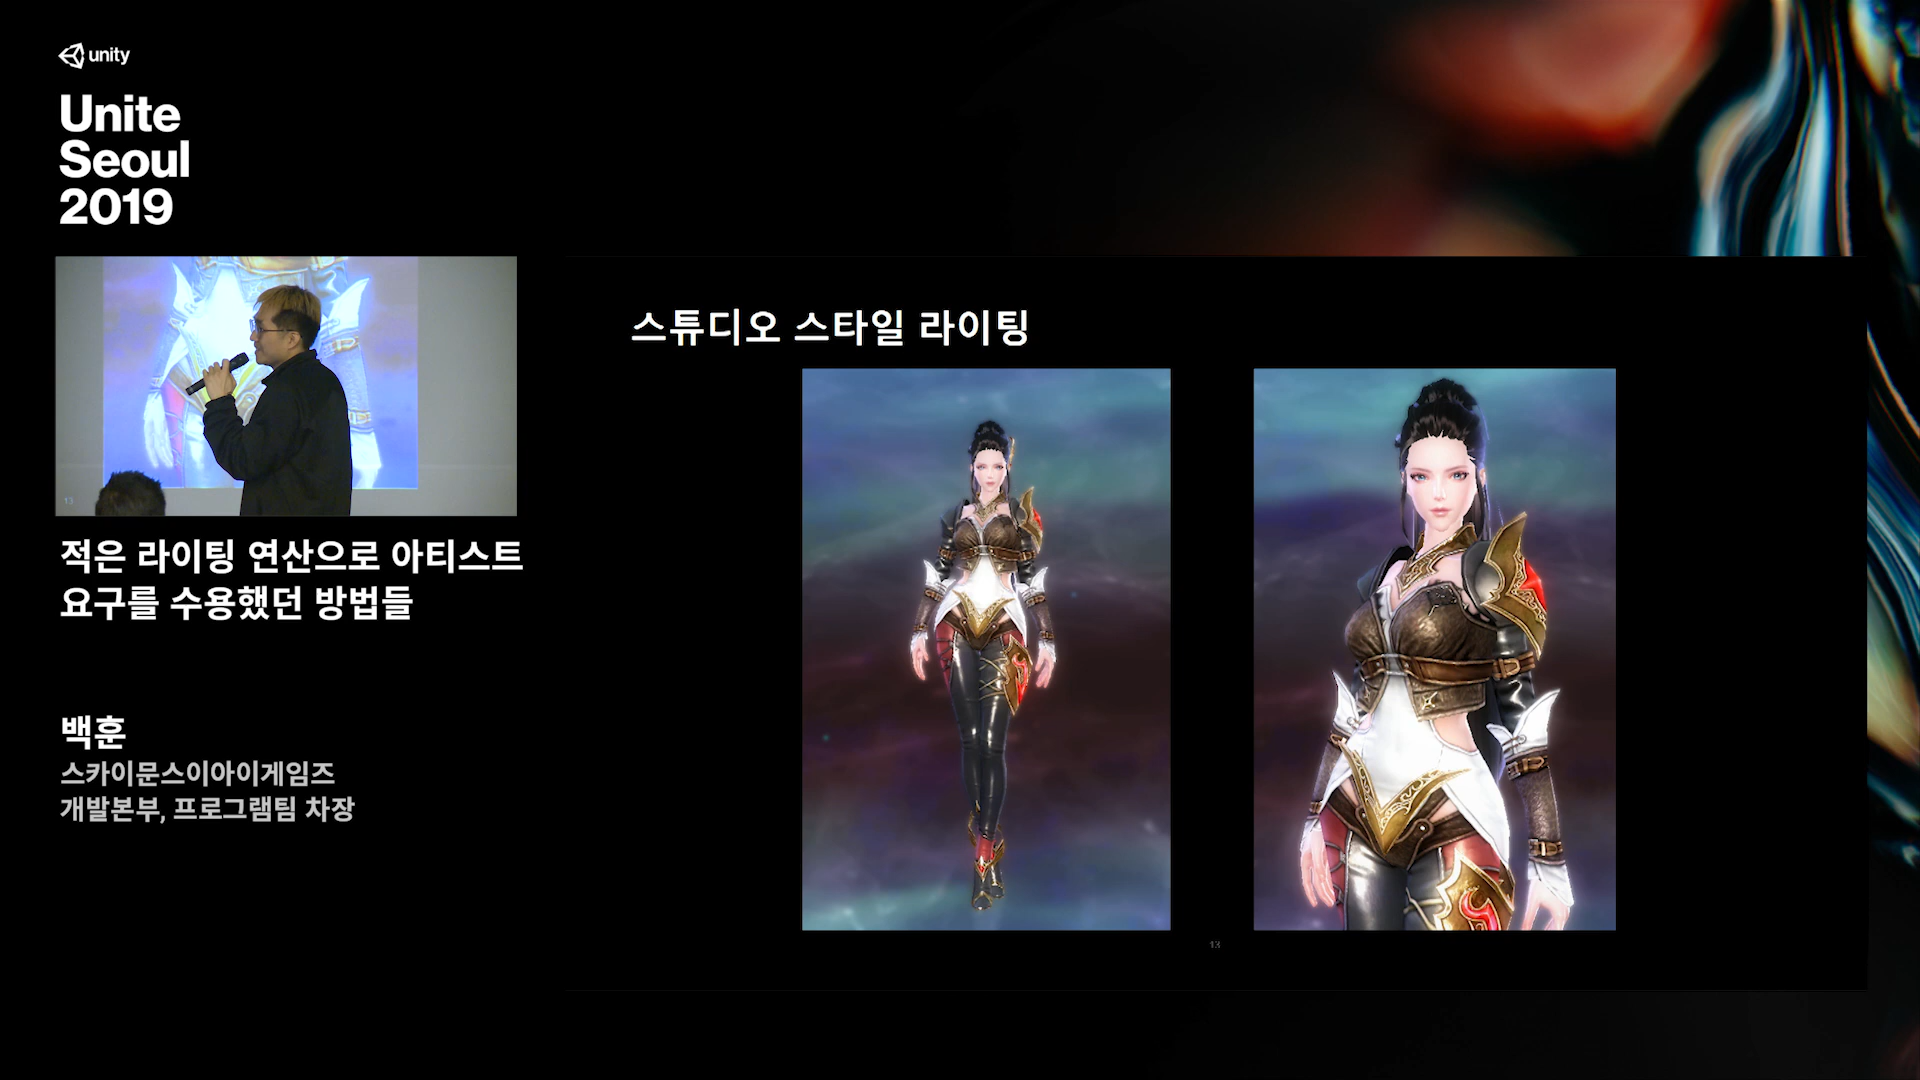 unity
Unite
Seoul
2019
적은 라이팅 연산으로 아티스트
요구를 수용했던 방법들
백훈
스카이문스이아이게임즈
개발본부, 프로그램팀 차장
스튜디오 스타일 라이팅
13
13